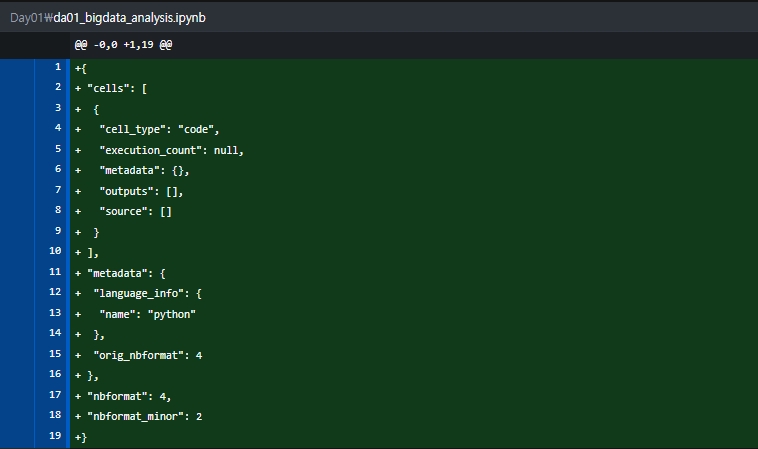 Day01₩da01_bigdata_analysis.ipynb
@@ -0,0 +1,19 @@
1 +{
2 + "cells": [
3 +  {
4 +   "cell_type": "code",
5 +   "execution_count": null,
6 +   "metadata": {},
7 +   "outputs": [],
8 +   "source": []
9 +  }
10 + ],
11 + "metadata": {
12 +  "language_info": {
13 +   "name": "python"
14 +  },
15 +  "orig_nbformat": 4
16 + },
17 + "nbformat": 4,
18 + "nbformat_minor": 2
19 +}